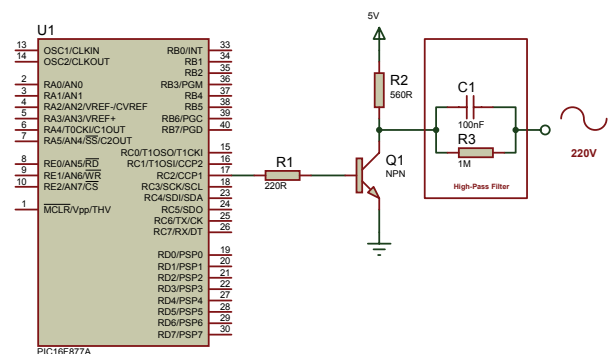 U1
13 OSC1/CLKIN
14 OSC2/CLKOUT
2 RA0/AN0
3 RA1/AN1
4 RA2/AN2/VREF-/CVREF
5 RA3/AN3/VREF+
6 RA4/T0CKI/C1OUT
7 RA5/AN4/SS/C2OUT
8 RE0/AN5/RD
9 RE1/AN6/WR
10 RE2/AN7/CS
1 MCLR/Vpp/THV
RB0/INT 33
RB1 34
RB2 35
RB3/PGM 36
RB4 37
RB5 38
RB6/PGC 39
RB7/PGD 40
RC0/T1OSO/T1CKI 15
RC1/T1OSI/CCP2 16
RC2/CCP1 17
RC3/SCK/SCL 18
RC4/SDI/SDA 23
RC5/SDO 24
RC6/TX/CK 25
RC7/RX/DT 26
RD0/PSP0 19
RD1/PSP1 20
RD2/PSP2 21
RD3/PSP3 22
RD4/PSP4 27
RD5/PSP5 28
RD6/PSP6 29
RD7/PSP7 30
PIC16F877A
R1
220R
5V
R2
560R
Q1
NPN
C1
100nF
R3
1M
High-Pass Filter
220V